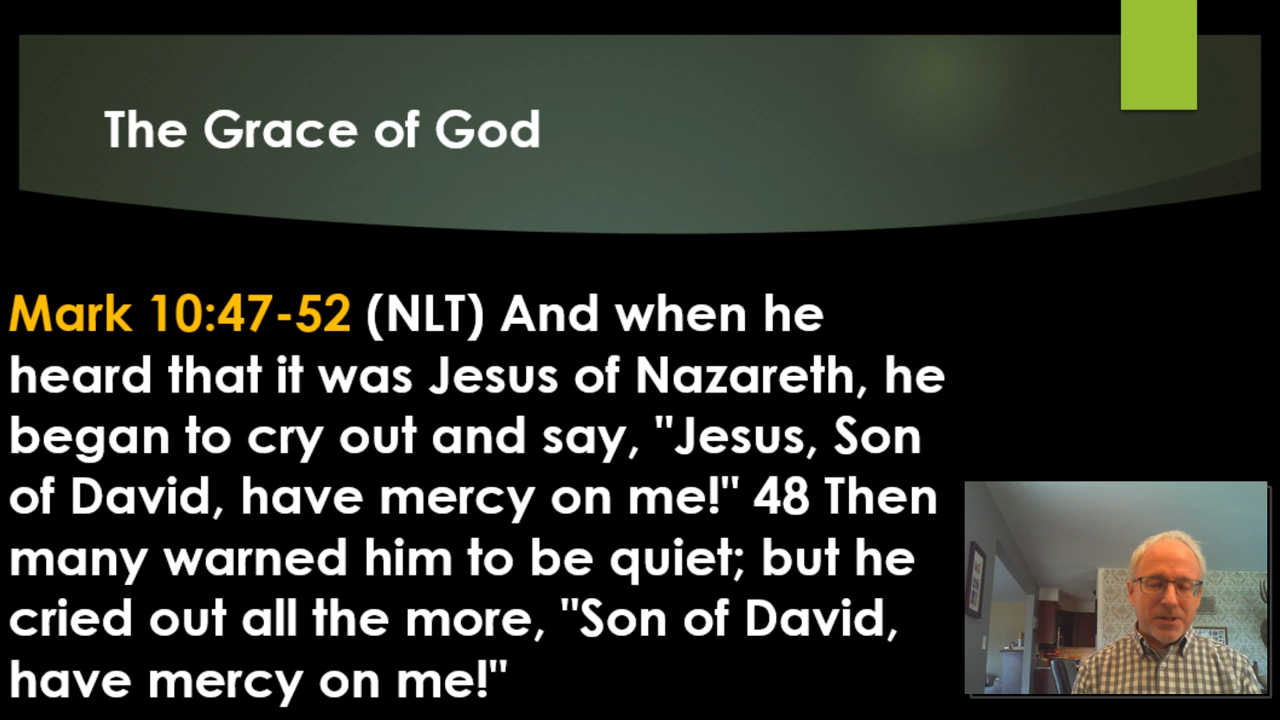 The Grace of God
Mark 10:47-52 (NLT) And when he
heard that it was Jesus of Nazareth, he
began to cry out and say, "Jesus, Son
of David, have mercy on me!" 48 Then
many warned him to be quiet; but he
cried out all the more, "Son of David,
have mercy on me!"